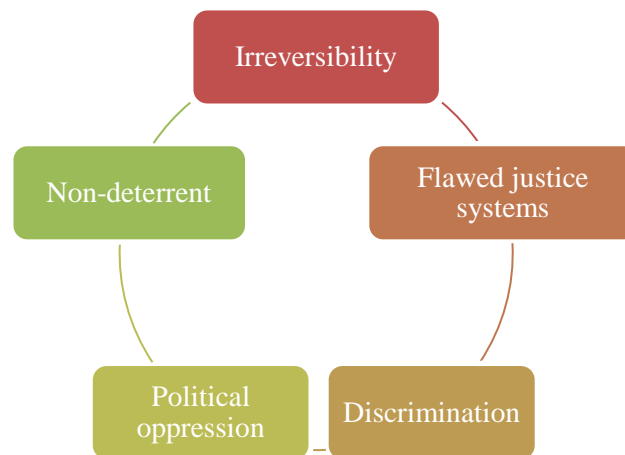 Irreversibility
Non-deterrent
Flawed justice
systems
Political
oppression
Discrimination